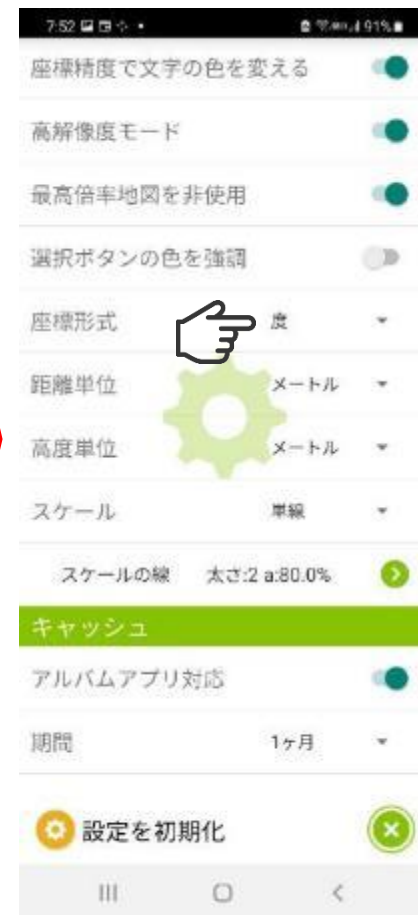 7:52 91%
座標精度で文字の色を変える
高解像度モード
最高倍率地図を非使用
選択ボタンの色を強調
座標形式 度
距離単位 メートル
高度単位 メートル
スケール 単線
スケールの線 太さ:2 a:80.0%
キャッシュ
アルバムアプリ対応
期間 1ヶ月
設定を初期化